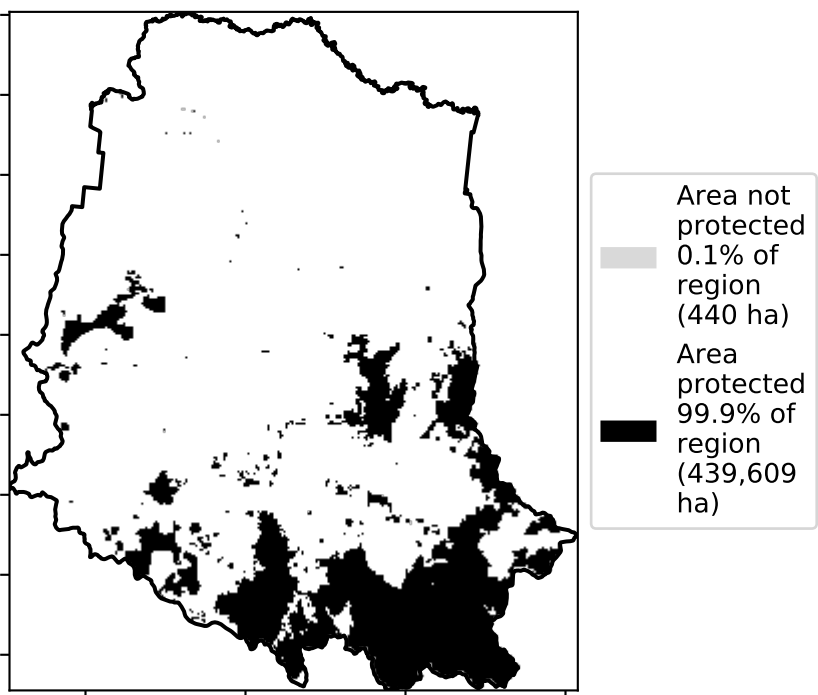 Area not
protected
0.1% of
region
(440 ha)
Area
protected
99.9% of
region
(439,609
ha)